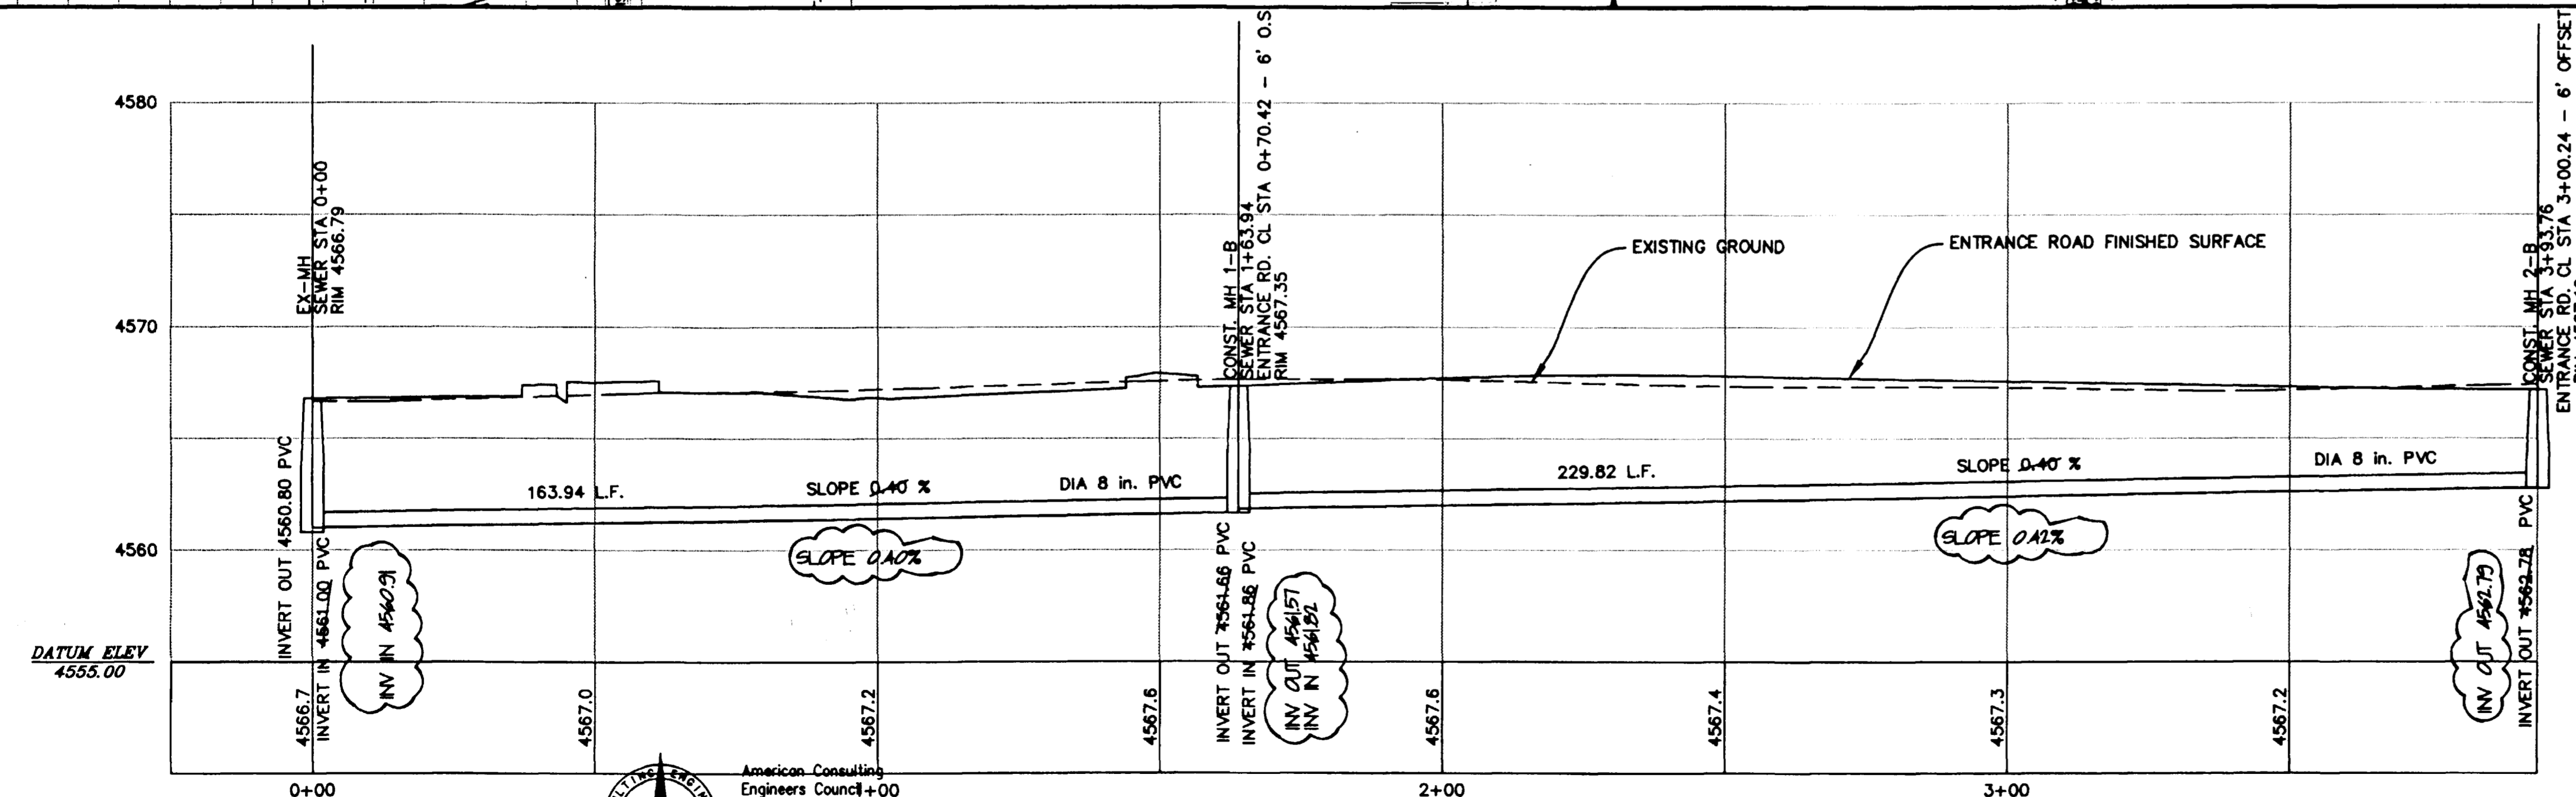 4580
4570
4560
DATUM ELEV
4555.00
EX-MH
SEWER STA 0+00
RIM 4566.79
INVERT OUT 4560.80 PVC
INVERT IN 4561.00 PVC
INV IN 4560.91
163.94 L.F.
SLOPE 0.40 %
DIA 8 in. PVC
SLOPE 0.40%
CONST. MH 1-B
SEWER STA 1+63.94
ENTRANCE RD. CL STA 0+70.42 - 6' O.S
RIM 4567.35
INVERT OUT 4561.66 PVC
INVERT IN 4561.86 PVC
INV OUT 4561.57
INV IN 4561.82
EXISTING GROUND
ENTRANCE ROAD FINISHED SURFACE
229.82 L.F.
SLOPE 0.40 %
DIA 8 in. PVC
SLOPE 0.42%
CONST. MH 2-B
SEWER STA 3+93.76
ENTRANCE RD. CL STA 3+00.24 - 6' OFFSET
INV OUT 4562.79
INVERT OUT 4562.78 PVC
4566.7
4567.0
4567.2
4567.6
4567.6
4567.4
4567.3
4567.2
0+00
1+00
2+00
3+00
American Consulting
Engineers Council